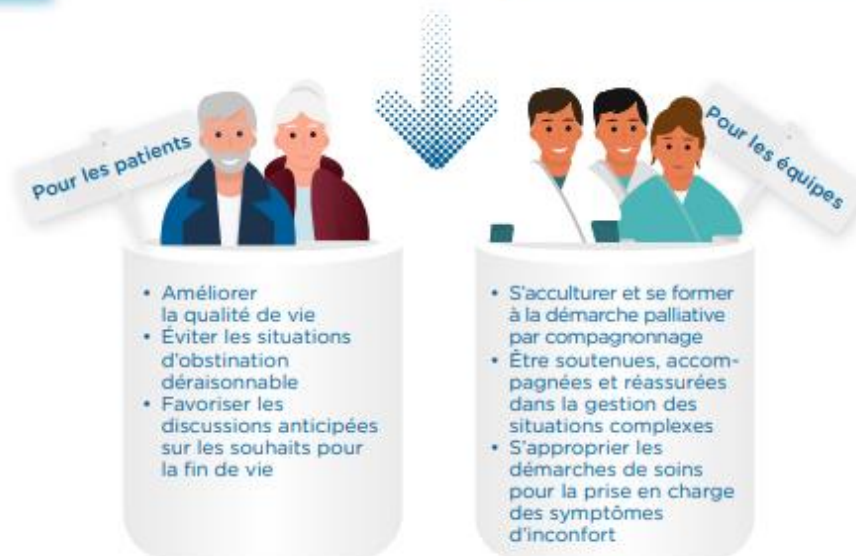 Pour les patients
• Améliorer
la qualité de vie
• Éviter les situations
d'obstination
déraisonnable
• Favoriser les
discussions anticipées
sur les souhaits pour
la fin de vie
Pour les équipes
• S'acculturer et se former
à la démarche palliative
par compagnonnage
• Être soutenues, accom-
pagnées et réassurées
dans la gestion des
situations complexes
• S'approprier les
démarches de soins
pour la prise en charge
des symptômes
d'inconfort